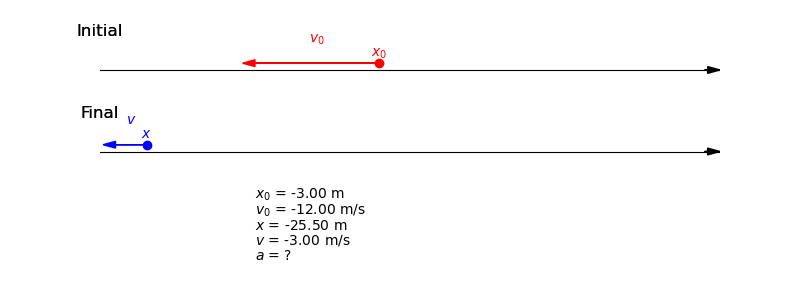 Initial
v₀
x₀
Final
v
x
x₀ = -3.00 m
v₀ = -12.00 m/s
x = -25.50 m
v = -3.00 m/s
a = ?